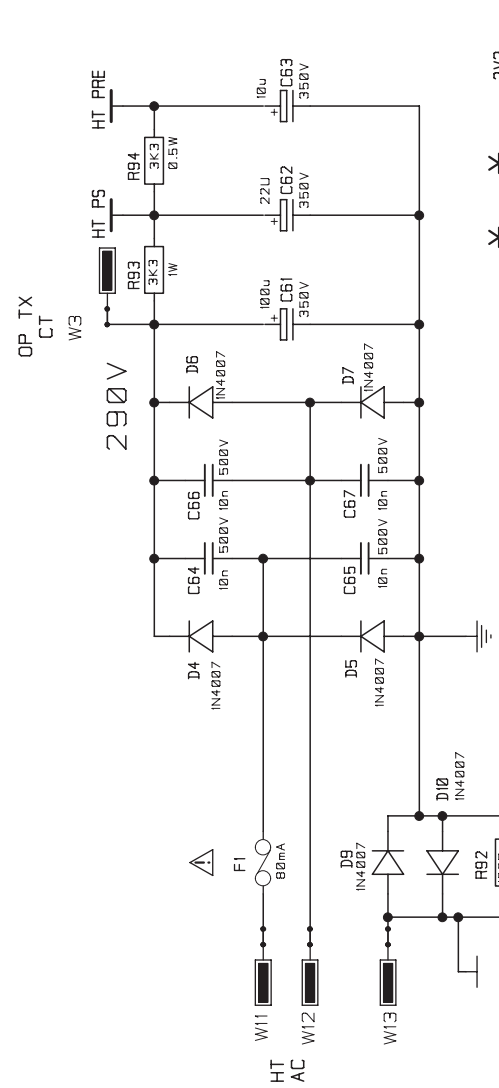 HT PRE
HT PS
OP TX
CT
W3
290V
R94
3K3
0.5W
R93
3K3
1W
10u
C63
350V
+
22u
C62
350V
+
100u
C61
350V
+
D6
1N4007
D7
1N4007
C66
10n 500V
C67
10n 500V
C64
10n 500V
C65
10n 500V
D4
1N4007
D5
1N4007
F1
80mA
D9
1N4007
D10
1N4007
R92
HT
AC
W11
W12
W13